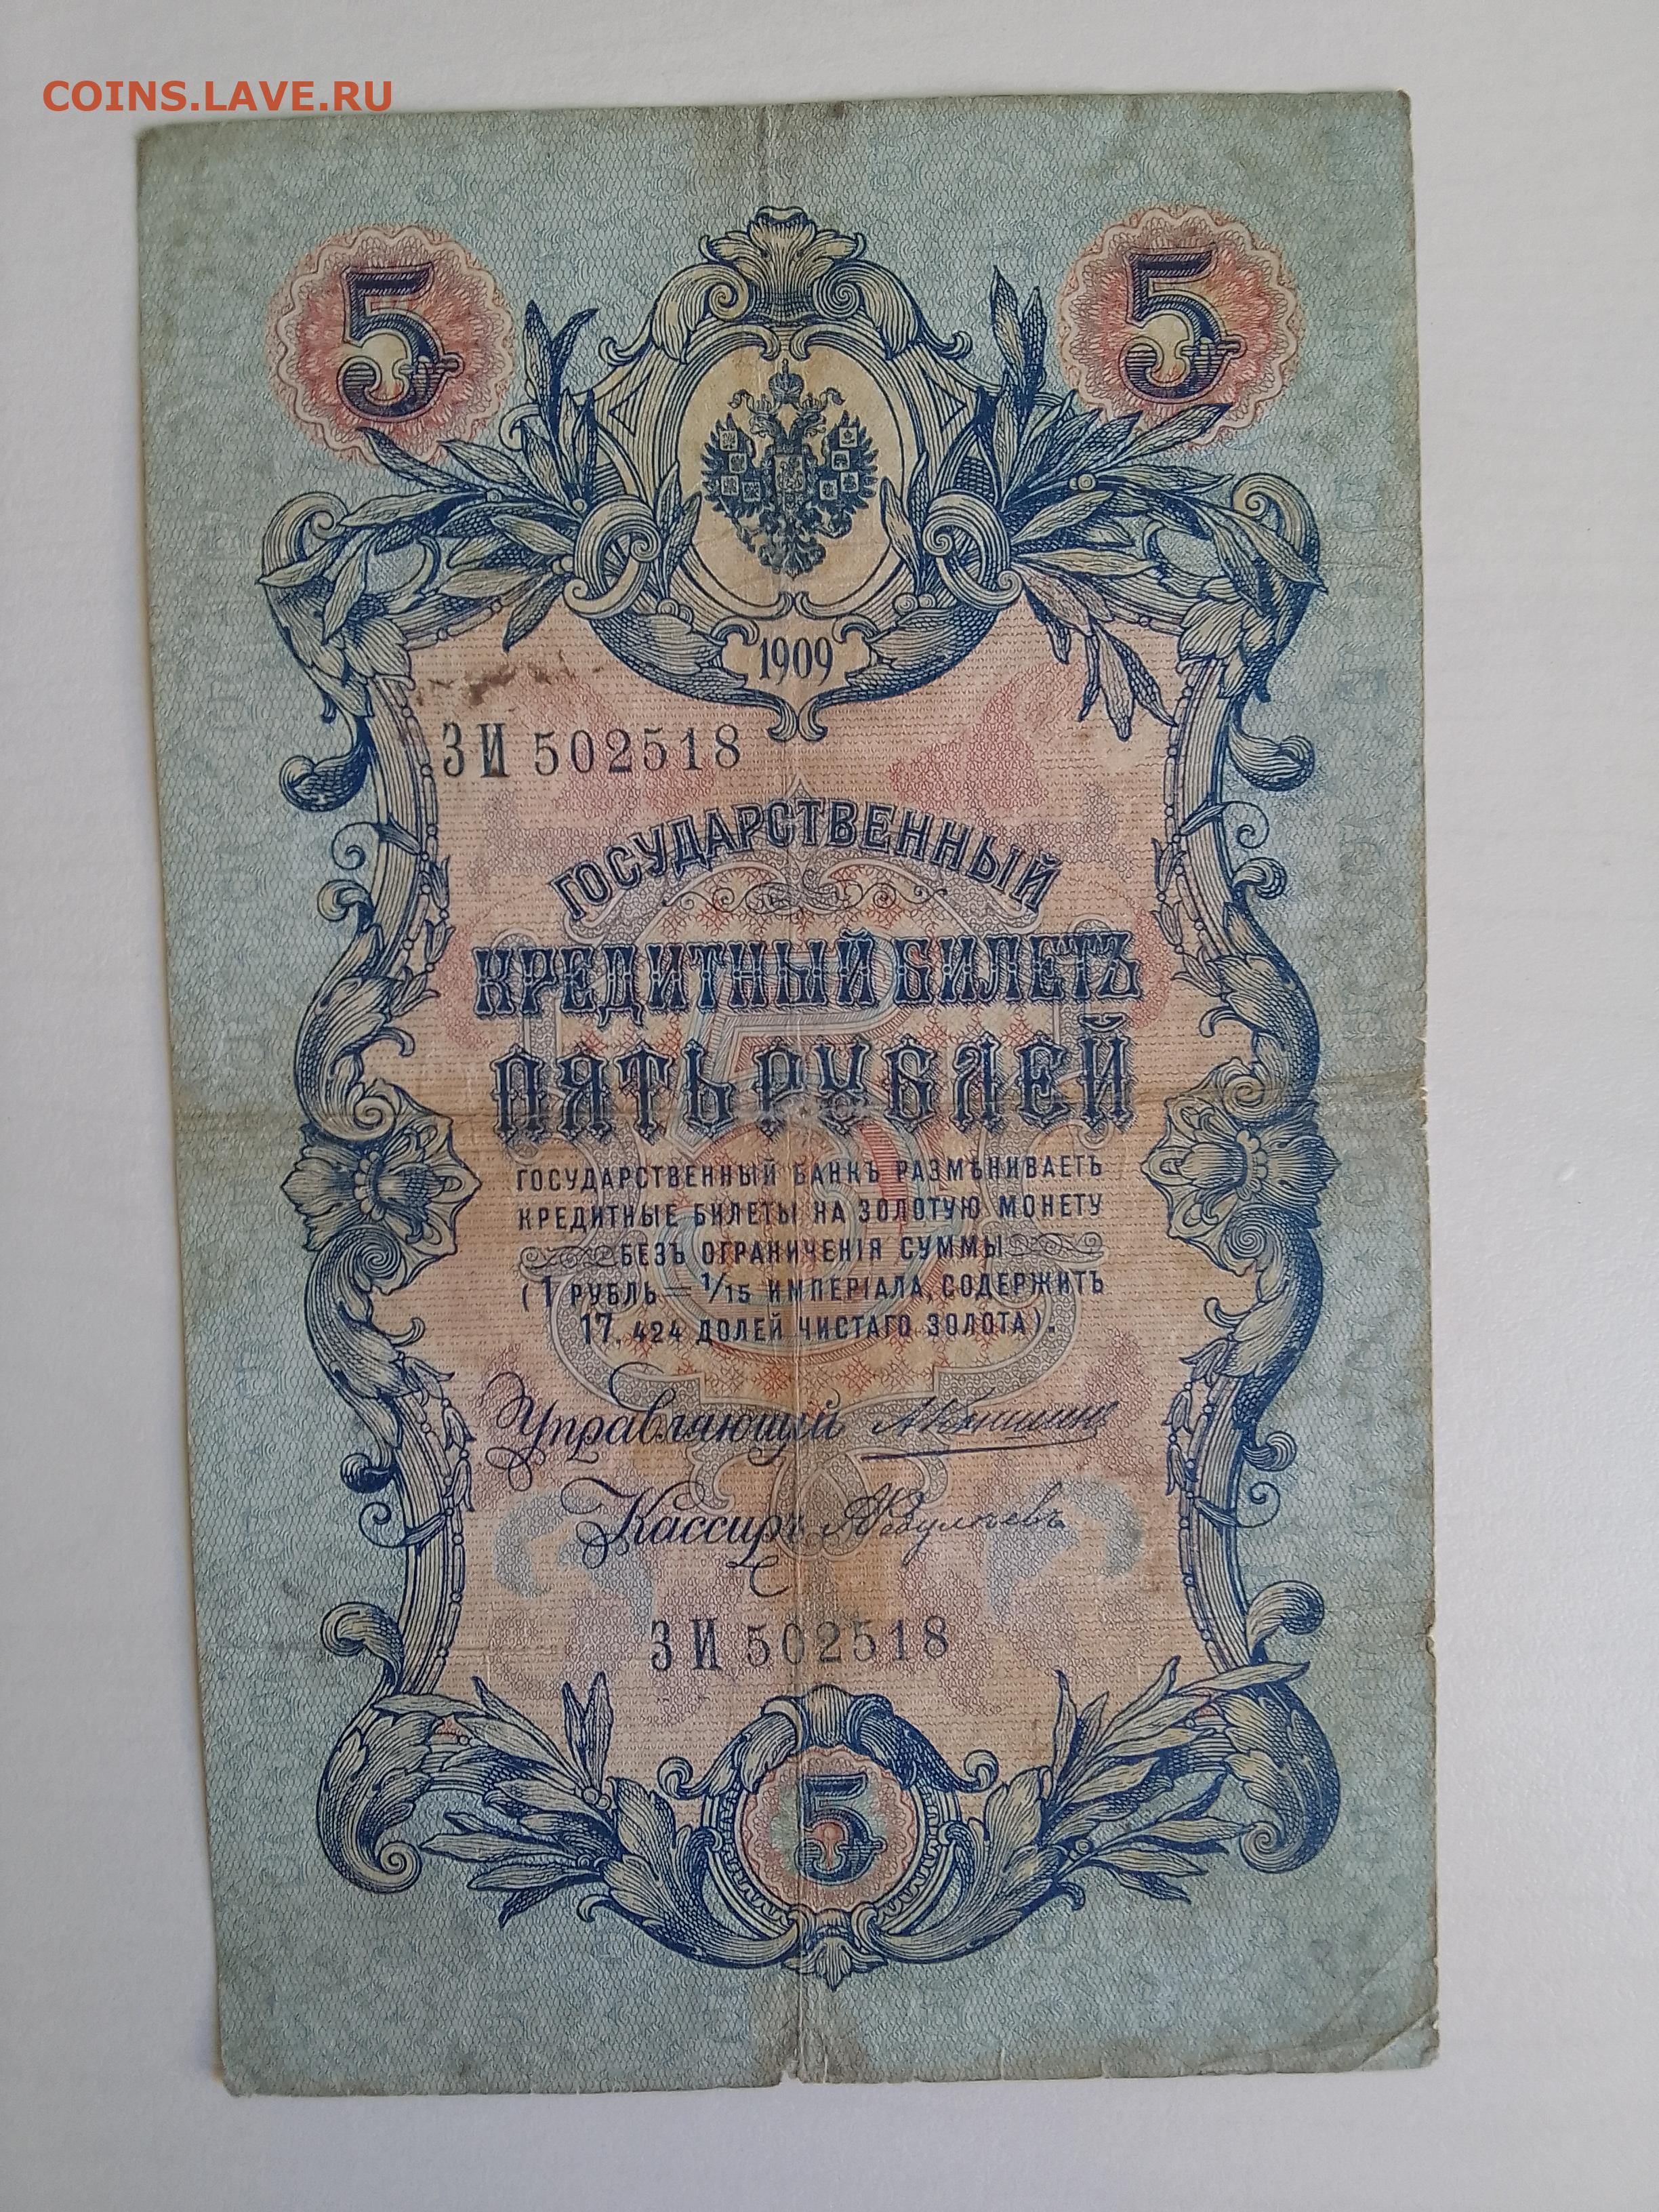 COINS.LAVE.RU
5 5
1909
ЗИ 502518
ГОСУДАРСТВЕННЫЙ
КРЕДИТНЫЙ БИЛЕТЪ
ПЯТЬ РУБЛЕЙ
ГОСУДАРСТВЕННЫЙ БАНКЪ РАЗМѢНИВАЕТЪ
КРЕДИТНЫЕ БИЛЕТЫ НА ЗОЛОТУЮ МОНЕТУ
БЕЗЪ ОГРАНИЧЕНІЯ СУММЫ
(1 РУБЛЬ = 1/15 ИМПЕРІАЛА, СОДЕРЖИТЪ
17,424 ДОЛЕЙ ЧИСТАГО ЗОЛОТА).
Управляющій
Кассиръ
ЗИ 502518
5